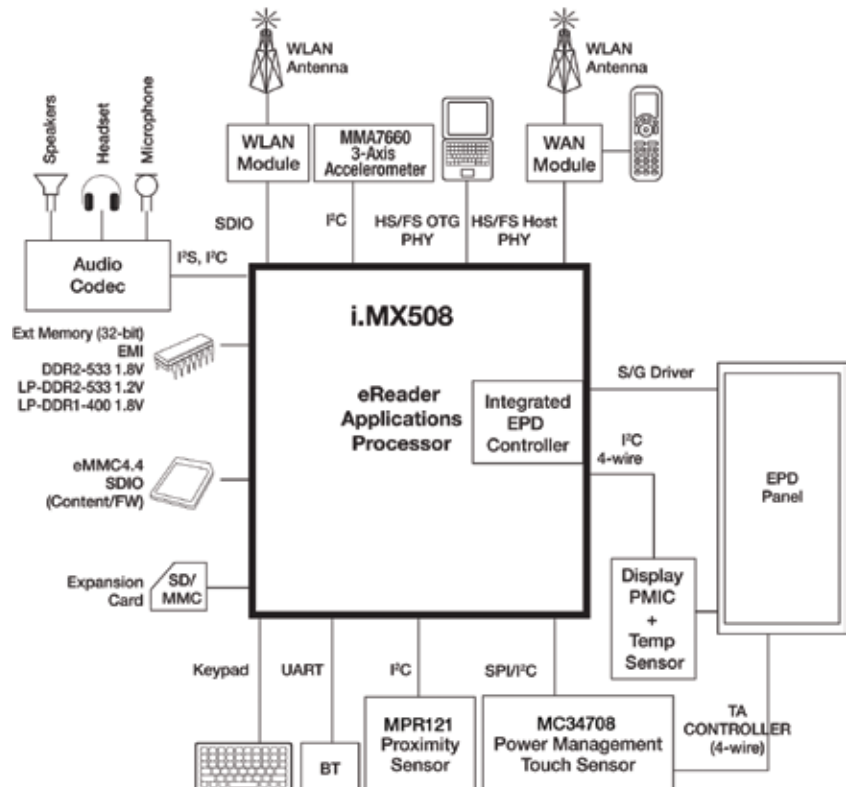 WLAN
Antenna
WLAN
Antenna
Speakers
Headset
Microphone
WLAN
Module
MMA7660
3-Axis
Accelerometer
WAN
Module
SDIO
I²C
HS/FS OTG
PHY
HS/FS Host
PHY
Audio
Codec
I²S, I²C
i.MX508
eReader
Applications
Processor
Integrated
EPD
Controller
Ext Memory (32-bit)
EMI
DDR2-533 1.8V
LP-DDR2-533 1.2V
LP-DDR1-400 1.8V
eMMC4.4
SDIO
(Content/FW)
Expansion
Card
SD/
MMC
S/G Driver
I²C
4-wire
EPD
Panel
Display
PMIC
+
Temp
Sensor
Keypad
UART
I²C
SPI/I²C
BT
MPR121
Proximity
Sensor
MC34708
Power Management
Touch Sensor
TA
CONTROLLER
(4-wire)